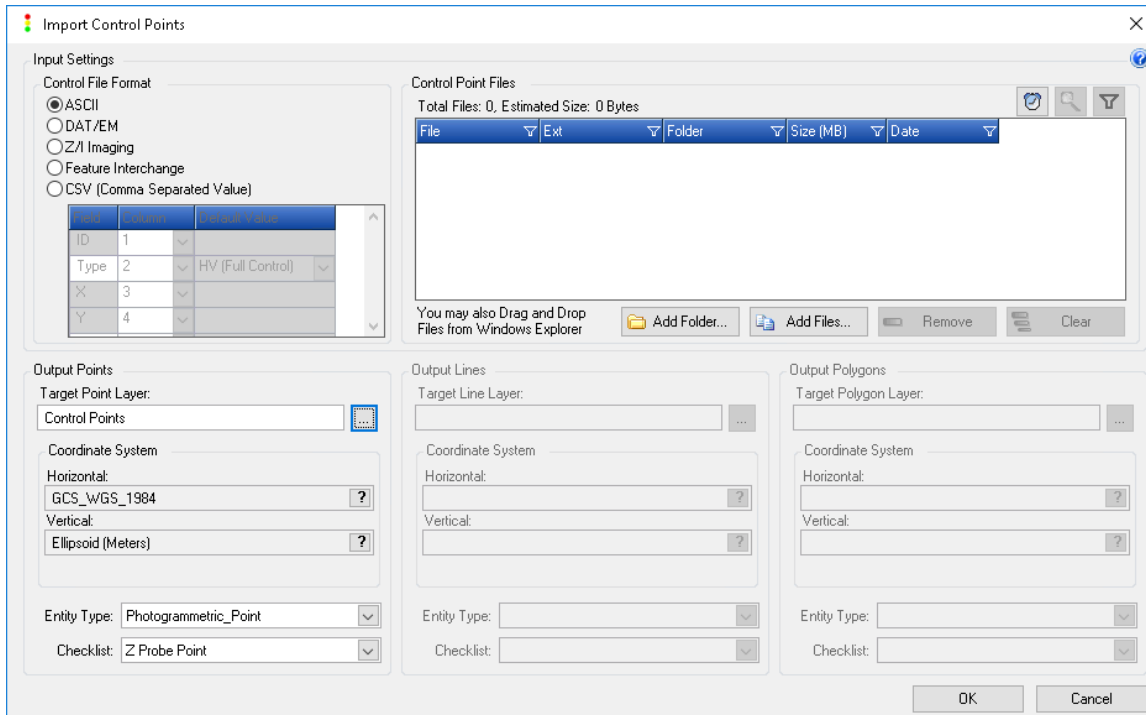 Import Control Points
Input Settings
Control File Format
ASCII
DAT/EM
Z/I Imaging
Feature Interchange
CSV (Comma Separated Value)
Field Column Default Value
ID 1
Type 2 HV (Full Control)
X 3
Y 4
Control Point Files
Total Files: 0, Estimated Size: 0 Bytes
File Ext Folder Size (MB) Date
You may also Drag and Drop
Files from Windows Explorer
Add Folder... Add Files... Remove Clear
Output Points
Target Point Layer:
Control Points ...
Coordinate System
Horizontal:
GCS_WGS_1984 ?
Vertical:
Ellipsoid (Meters) ?
Entity Type: Photogrammetric_Point
Checklist: Z Probe Point
Output Lines
Target Line Layer:
...
Coordinate System
Horizontal:
?
Vertical:
?
Entity Type:
Checklist:
Output Polygons
Target Polygon Layer:
...
Coordinate System
Horizontal:
?
Vertical:
?
Entity Type:
Checklist:
OK Cancel